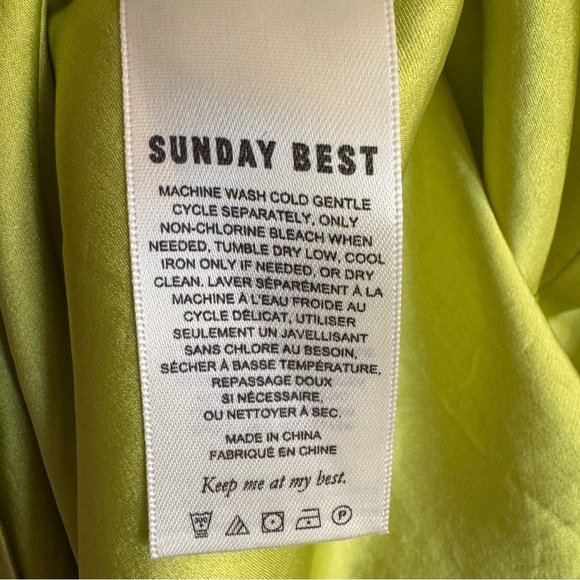 SUNDAY BEST
MACHINE WASH COLD GENTLE
CYCLE SEPARATELY, ONLY
NON-CHLORINE BLEACH WHEN
NEEDED, TUMBLE DRY LOW, COOL
IRON ONLY IF NEEDED, OR DRY
CLEAN. LAVER SÉPARÉMENT À LA
MACHINE À L'EAU FROIDE AU
CYCLE DÉLICAT, UTILISER
SEULEMENT UN JAVELLISANT
SANS CHLORE AU BESOIN,
SÉCHER À BASSE TEMPÉRATURE,
REPASSAGE DOUX
SI NÉCESSAIRE,
OU NETTOYER À SEC.
MADE IN CHINA
FABRIQUÉ EN CHINE
Keep me at my best.
P